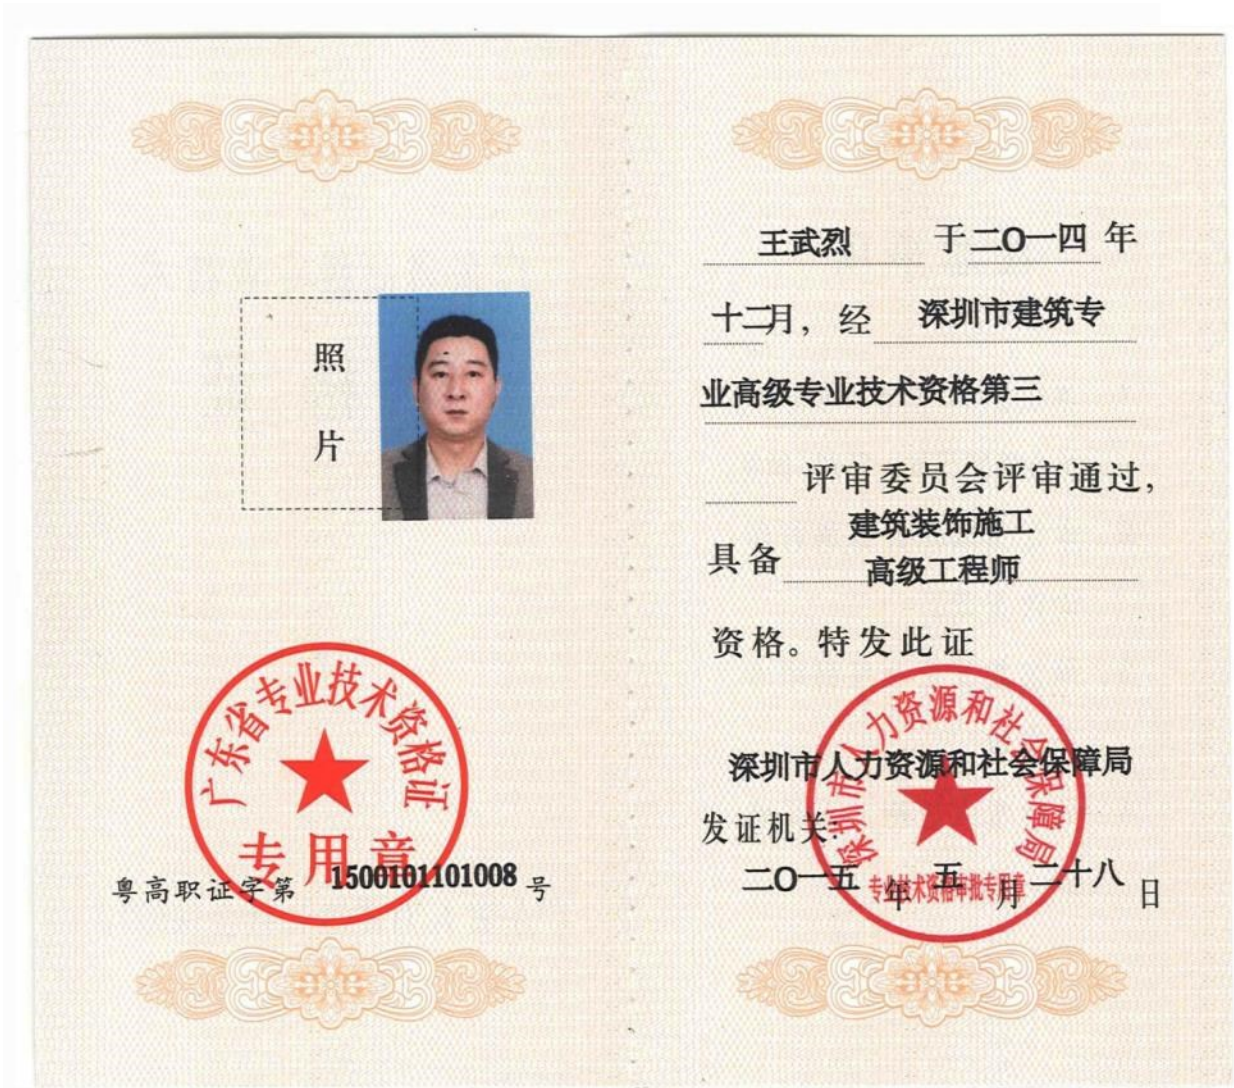 照
片
广东省专业技术资格证
专用章
粤高职证字第 1500101101008 号
王武烈 于二O一四 年
十二月，经 深圳市建筑专
业高级专业技术资格第三
评审委员会评审通过，
建筑装饰施工
具备
高级工程师
资格。特发此证
深圳市人力资源和社会保障局
深圳市人力资源和社会保障局
发证机关：
专业技术资格审批专用章
二O一五 年 五 月 二十八 日